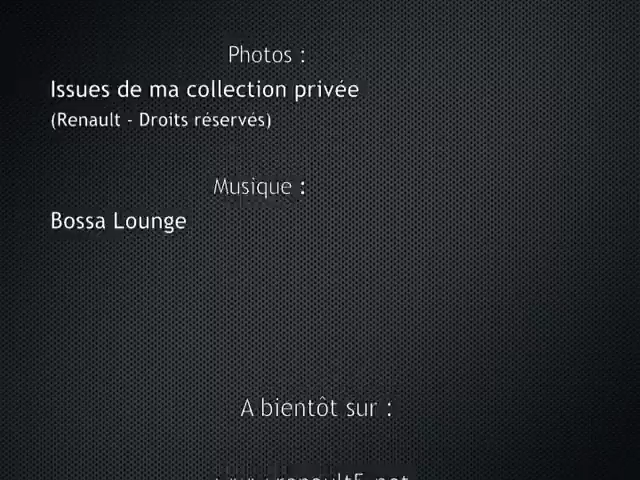 Photos :
Issues de ma collection privée
(Renault - Droits réservés)
Musique :
Bossa Lounge
A bientôt sur :